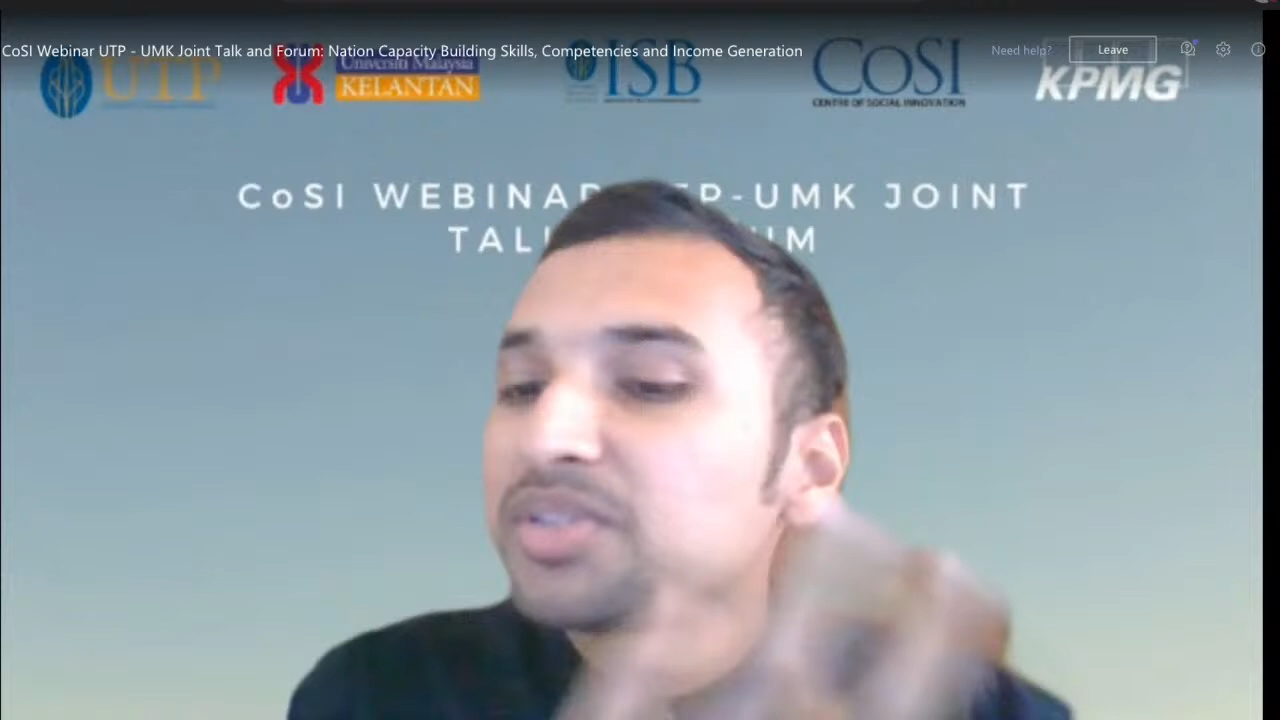 CoSI Webinar UTP - UMK Joint Talk and Forum: Nation Capacity Building Skills, Competencies and Income Generation
Need help?
Leave
UTP
Universiti Malaysia
KELANTAN
ISB
CoSI
CENTRE OF SOCIAL INNOVATION
KPMG
CoSI WEBINAR P-UMK JOINT
TAL UM